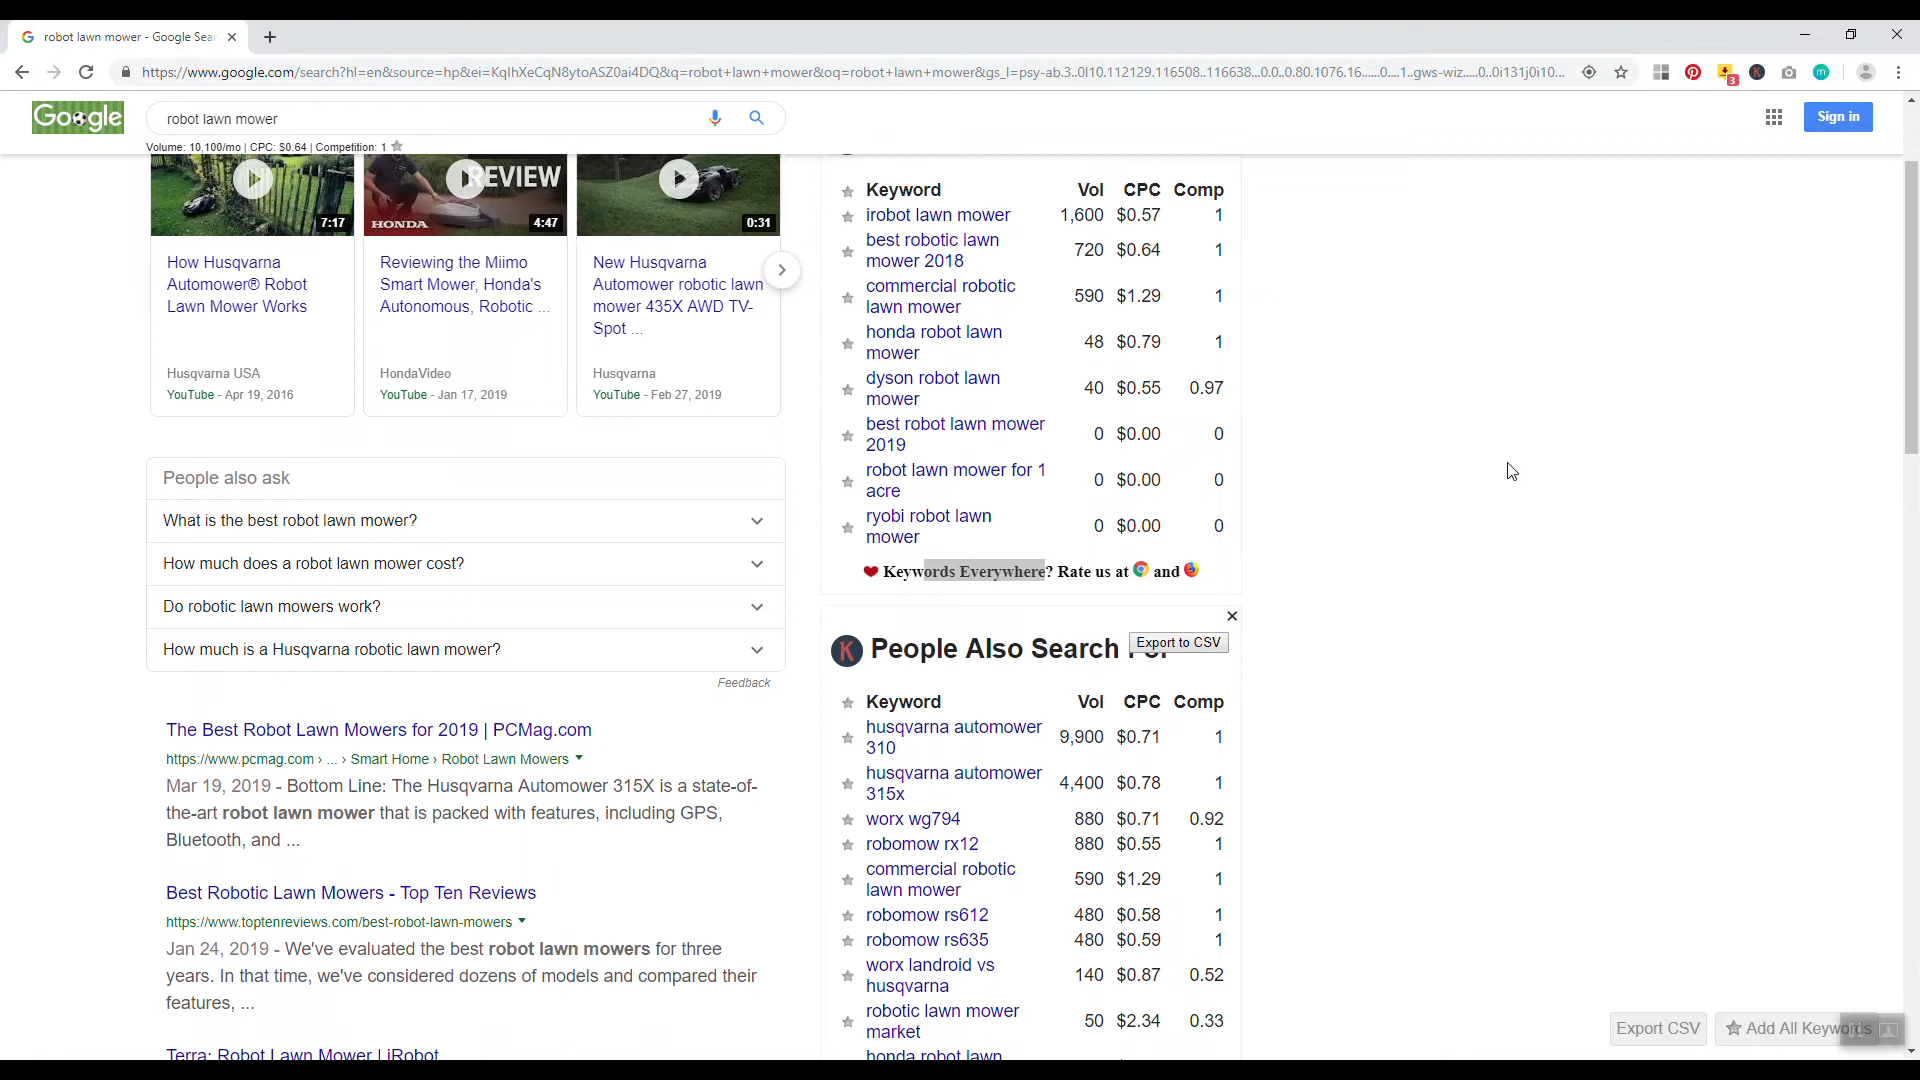 robot lawn mower - Google Sear
https://www.google.com/search?hl=en&source=hp&ei=KqlhXeCqN8ytoASZ0ai4DQ&q=robot+lawn+mower&oq=robot+lawn+mower&gs_l=psy-ab.3..0l10.112129.116508..116638...0.0..0.80.1076.16......0....1..gws-wiz.....0..0i131j0i10...
3
K
m
Google
robot lawn mower
Sign in
Volume: 10,100/mo | CPC: $0.64 | Competition: 1
7:17
REVIEW
HONDA
4:47
0:31
How Husqvarna
Automower® Robot
Lawn Mower Works
Husqvarna USA
YouTube - Apr 19, 2016
Reviewing the Miimo
Smart Mower, Honda's
Autonomous, Robotic ...
HondaVideo
YouTube - Jan 17, 2019
New Husqvarna
Automower robotic lawn
mower 435X AWD TV-
Spot ...
Husqvarna
YouTube - Feb 27, 2019
People also ask
What is the best robot lawn mower?
How much does a robot lawn mower cost?
Do robotic lawn mowers work?
How much is a Husqvarna robotic lawn mower?
Feedback
The Best Robot Lawn Mowers for 2019 | PCMag.com
https://www.pcmag.com › ... › Smart Home › Robot Lawn Mowers
Mar 19, 2019 - Bottom Line: The Husqvarna Automower 315X is a state-of-
the-art robot lawn mower that is packed with features, including GPS,
Bluetooth, and ...
Best Robotic Lawn Mowers - Top Ten Reviews
https://www.toptenreviews.com/best-robot-lawn-mowers
Jan 24, 2019 - We've evaluated the best robot lawn mowers for three
years. In that time, we've considered dozens of models and compared their
features, ...
Terra: Robot Lawn Mower | iRobot
Keyword Vol CPC Comp
irobot lawn mower 1,600 $0.57 1
best robotic lawn
mower 2018 720 $0.64 1
commercial robotic
lawn mower 590 $1.29 1
honda robot lawn
mower 48 $0.79 1
dyson robot lawn
mower 40 $0.55 0.97
best robot lawn mower
2019 0 $0.00 0
robot lawn mower for 1
acre 0 $0.00 0
ryobi robot lawn
mower 0 $0.00 0
Keywords Everywhere? Rate us at and
K People Also Search For
Export to CSV
Keyword Vol CPC Comp
husqvarna automower
310 9,900 $0.71 1
husqvarna automower
315x 4,400 $0.78 1
worx wg794 880 $0.71 0.92
robomow rx12 880 $0.55 1
commercial robotic
lawn mower 590 $1.29 1
robomow rs612 480 $0.58 1
robomow rs635 480 $0.59 1
worx landroid vs
husqvarna 140 $0.87 0.52
robotic lawn mower
market 50 $2.34 0.33
honda robot lawn
Export CSV
Add All Keywords